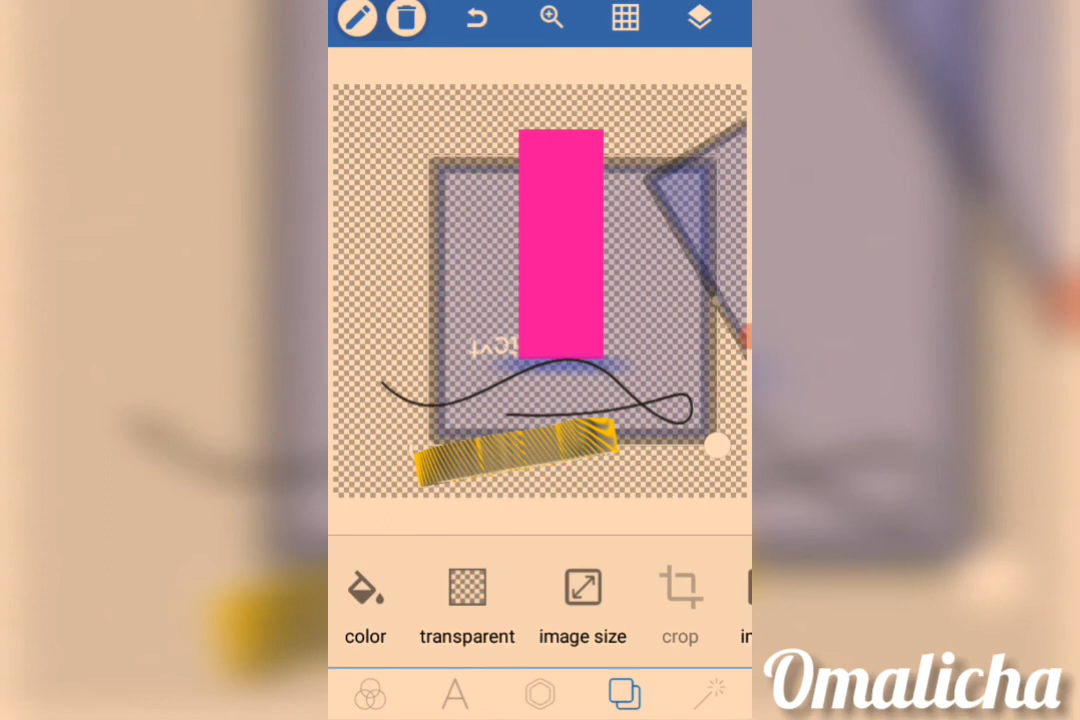 color
transparent
image size
crop
Omalicha